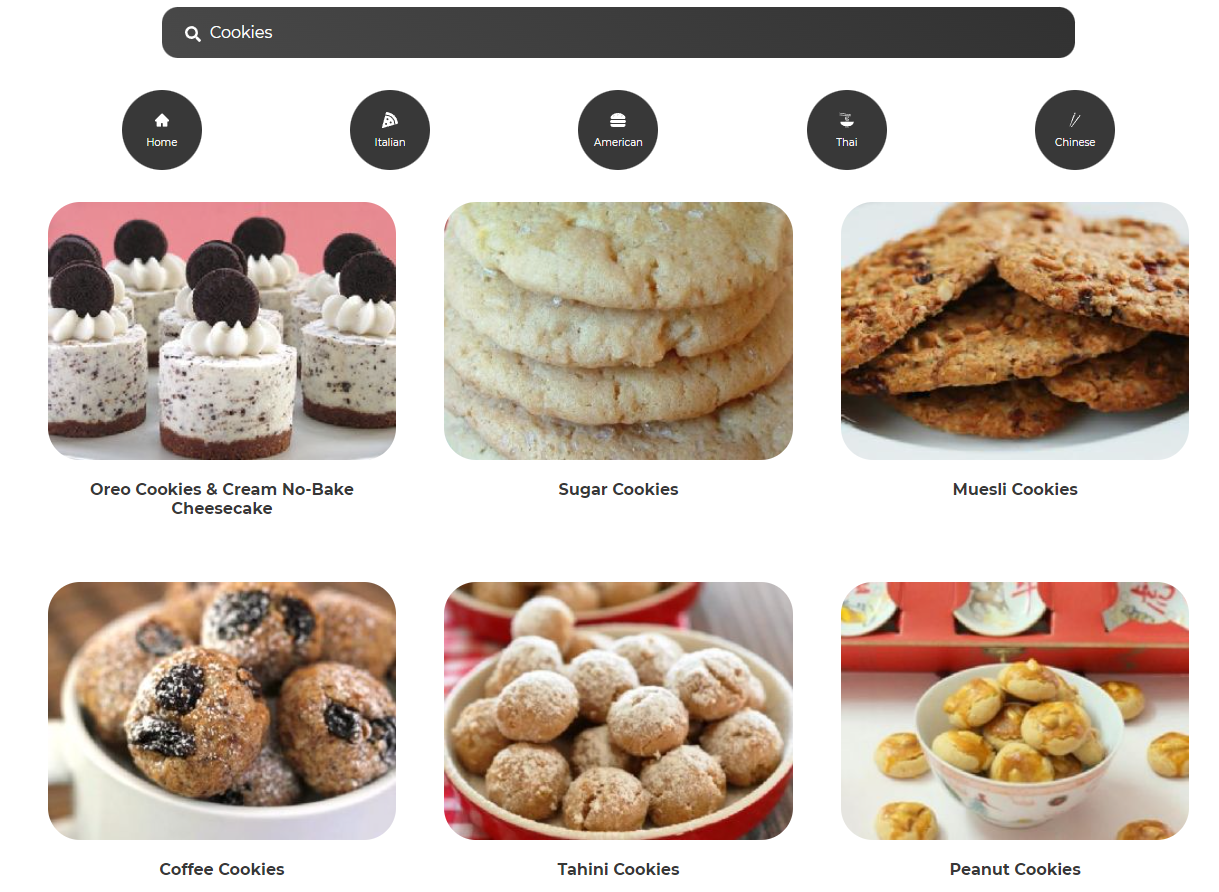 Cookies
Home
Italian
American
Thai
Chinese
Oreo Cookies & Cream No-Bake
Cheesecake
Sugar Cookies
Muesli Cookies
Coffee Cookies
Tahini Cookies
Peanut Cookies